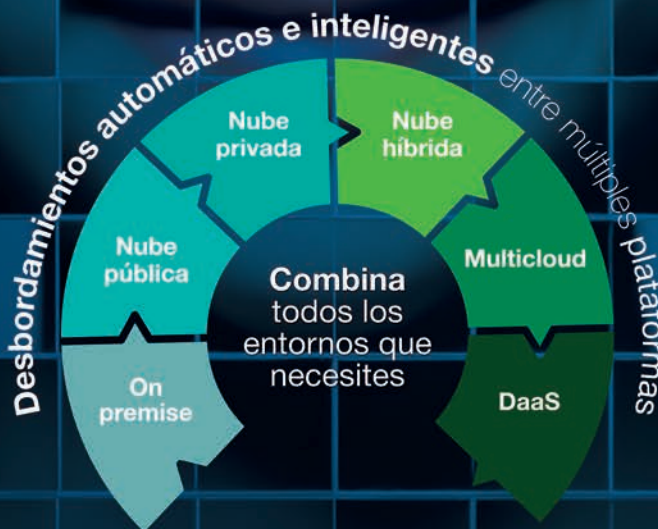 Desbordamientos automáticos e inteligentes entre múltiples plataformas
Nube
privada
Nube
híbrida
Nube
pública
Multicloud
On
premise
DaaS
Combina
todos los
entornos que
necesites